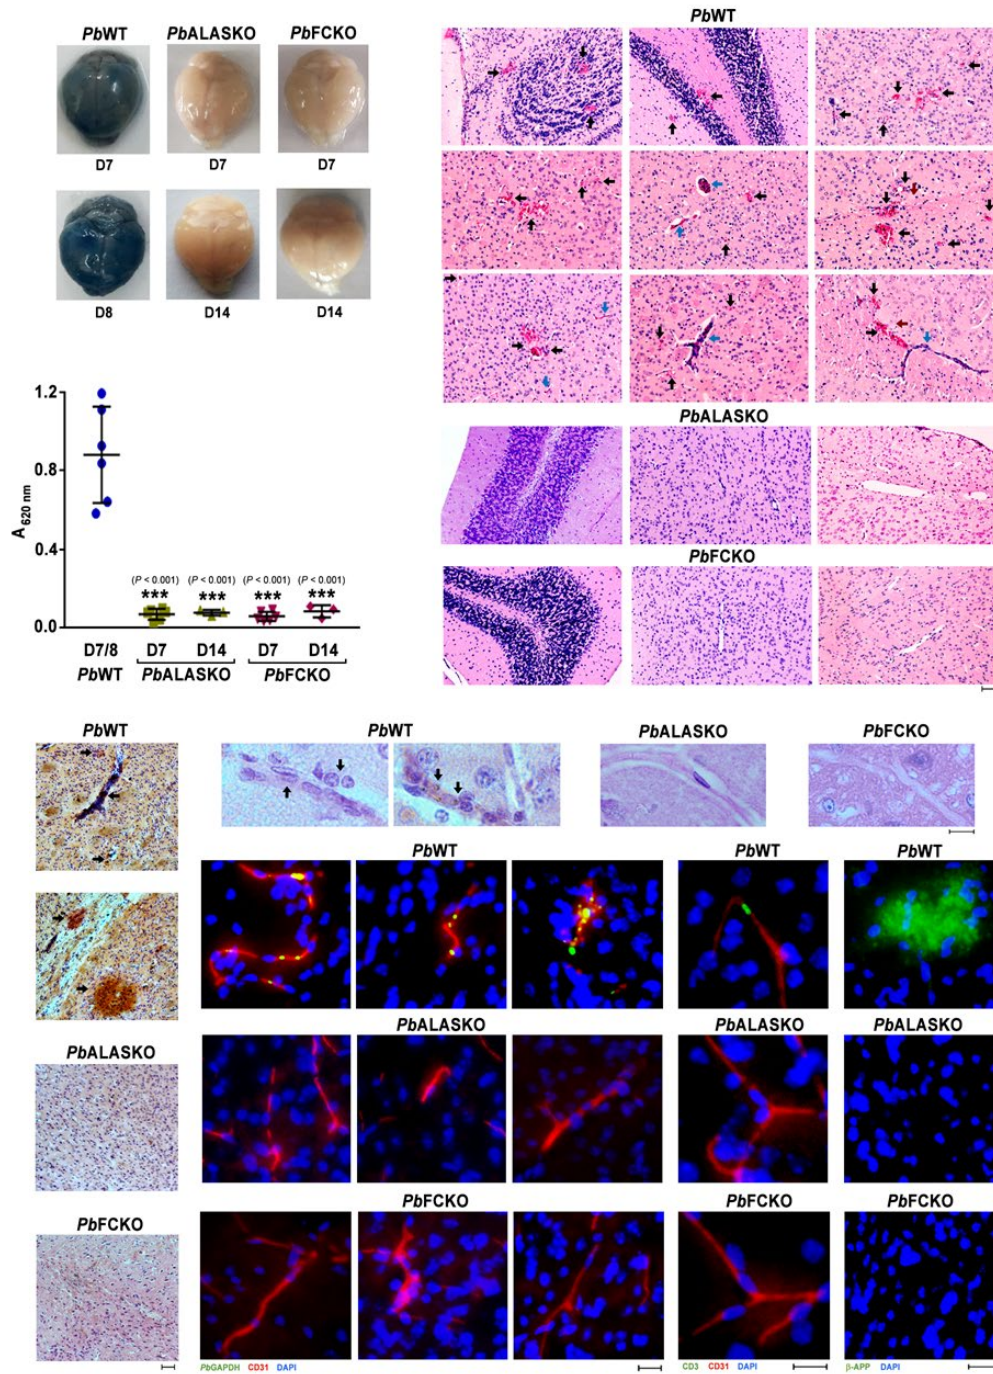 PbWT PbALASKO PbFCKO
D7 D7 D7
D8 D14 D14
PbWT
PbALASKO
PbFCKO
1.2
0.8
0.4
0.0
A 620 nm
(P < 0.001) (P < 0.001) (P < 0.001) (P < 0.001)
*** *** *** ***
D7/8 D7 D14 D7 D14
PbWT PbALASKO PbFCKO
PbWT
PbALASKO
PbFCKO
PbWT PbALASKO PbFCKO
PbWT PbWT PbWT
PbALASKO PbALASKO PbALASKO
PbFCKO PbFCKO PbFCKO
PbGAPDH CD31 DAPI
CD3 CD31 DAPI
β-APP DAPI